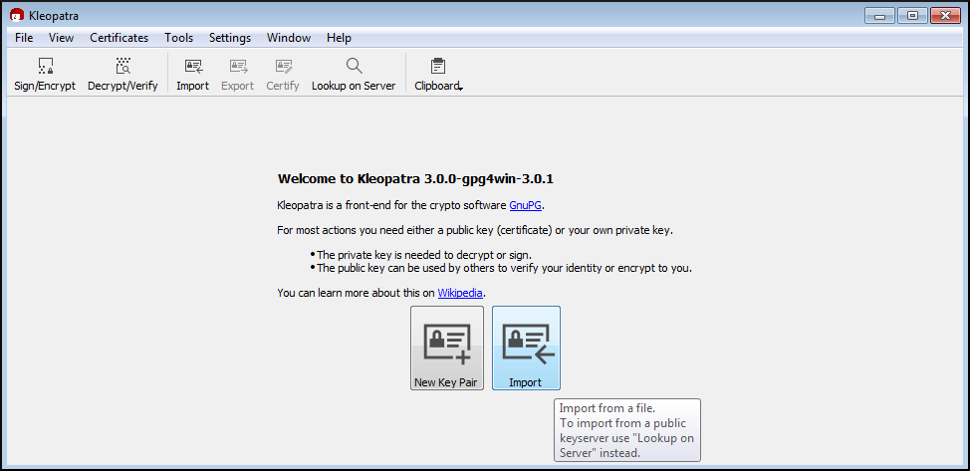 Kleopatra
File View Certificates Tools Settings Window Help
Sign/Encrypt Decrypt/Verify Import Export Certify Lookup on Server Clipboard
Welcome to Kleopatra 3.0.0-gpg4win-3.0.1
Kleopatra is a front-end for the crypto software GnuPG.
For most actions you need either a public key (certificate) or your own private key.
•The private key is needed to decrypt or sign.
•The public key can be used by others to verify your identity or encrypt to you.
You can learn more about this on Wikipedia.
New Key Pair Import
Import from a file.
To import from a public
keyserver use "Lookup on
Server" instead.